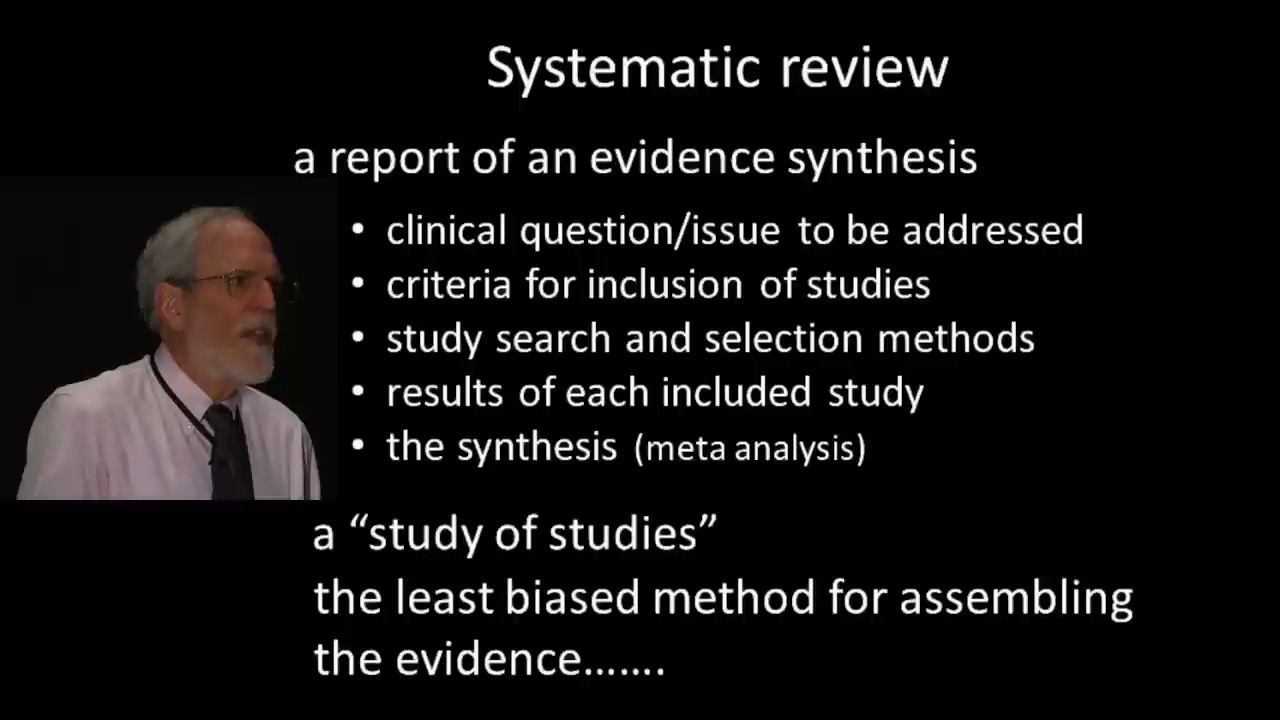 Systematic review
a report of an evidence synthesis
• clinical question/issue to be addressed
• criteria for inclusion of studies
• study search and selection methods
• results of each included study
• the synthesis (meta analysis)
a “study of studies”
the least biased method for assembling
the evidence.......